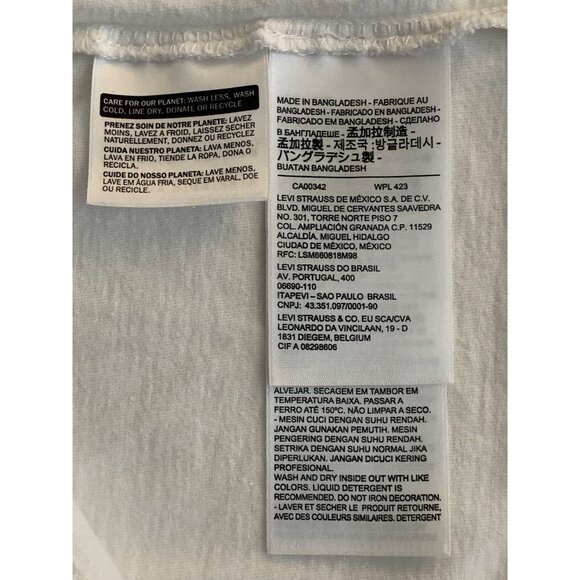 CARE FOR OUR PLANET: WASH LESS, WASH
COLD, LINE DRY, DONATE OR RECYCLE
PRENEZ SOIN DE NOTRE PLANETE: LAVEZ
MOINS, LAVEZ A FROID, LAISSEZ SECHER
NATURELLEMENT, DONNEZ OU RECYCLEZ
CUIDA NUESTRO PLANETA: LAVA MENOS,
LAVA EN FRIO, TIENDE LA ROPA, DONA O
RECICLA.
CUIDE DO NOSSO PLANETA: LAVE MENOS,
LAVE EM ÁGUA FRIA, SEQUE EM VARAL, DOE
OU RECICLE
MADE IN BANGLADESH - FABRIQUE AU
BANGLADESH - FABRICADO EN BANGLADESH -
FABRICADO EM BANGLADESH - СДЕЛАНО
В БАНГЛАДЕШЕ - 孟加拉制造 -
孟加拉製 - 제조국 :방글라데시 -
バングラデシュ製 -
BUATAN BANGLADESH
CA00342 WPL 423
LEVI STRAUSS DE MÉXICO S.A. DE C.V.
BLVD. MIGUEL DE CERVANTES SAAVEDRA
NO. 301, TORRE NORTE PISO 7
COL. AMPLIACIÓN GRANADA C.P. 11529
ALCALDÍA. MIGUEL HIDALGO
CIUDAD DE MÉXICO, MÉXICO
RFC: LSM660818M98
LEVI STRAUSS DO BRASIL
AV. PORTUGAL, 400
06690-110
ITAPEVI – SAO PAULO BRASIL
CNPJ: 43.351.097/0001-90
LEVI STRAUSS & CO. EU SCA/CVA
LEONARDO DA VINCILAAN, 19 - D
1831 DIEGEM, BELGIUM
CIF A 08298606
ALVEJAR. SECAGEM EM TAMBOR EM
TEMPERATURA BAIXA. PASSAR A
FERRO ATÉ 150ºC. NÃO LIMPAR A SECO.
- MESIN CUCI DENGAN SUHU RENDAH.
JANGAN GUNAKAN PEMUTIH. MESIN
PENGERING DENGAN SUHU RENDAH.
SETRIKA DENGAN SUHU NORMAL JIKA
DIPERLUKAN. JANGAN DICUCI KERING
PROFESIONAL.
WASH AND DRY INSIDE OUT WITH LIKE
COLORS. LIQUID DETERGENT IS
RECOMMENDED. DO NOT IRON DECORATION.
- LAVER ET SECHER LE PRODUIT RETOURNE,
AVEC DES COULEURS SIMILAIRES. DETERGENT